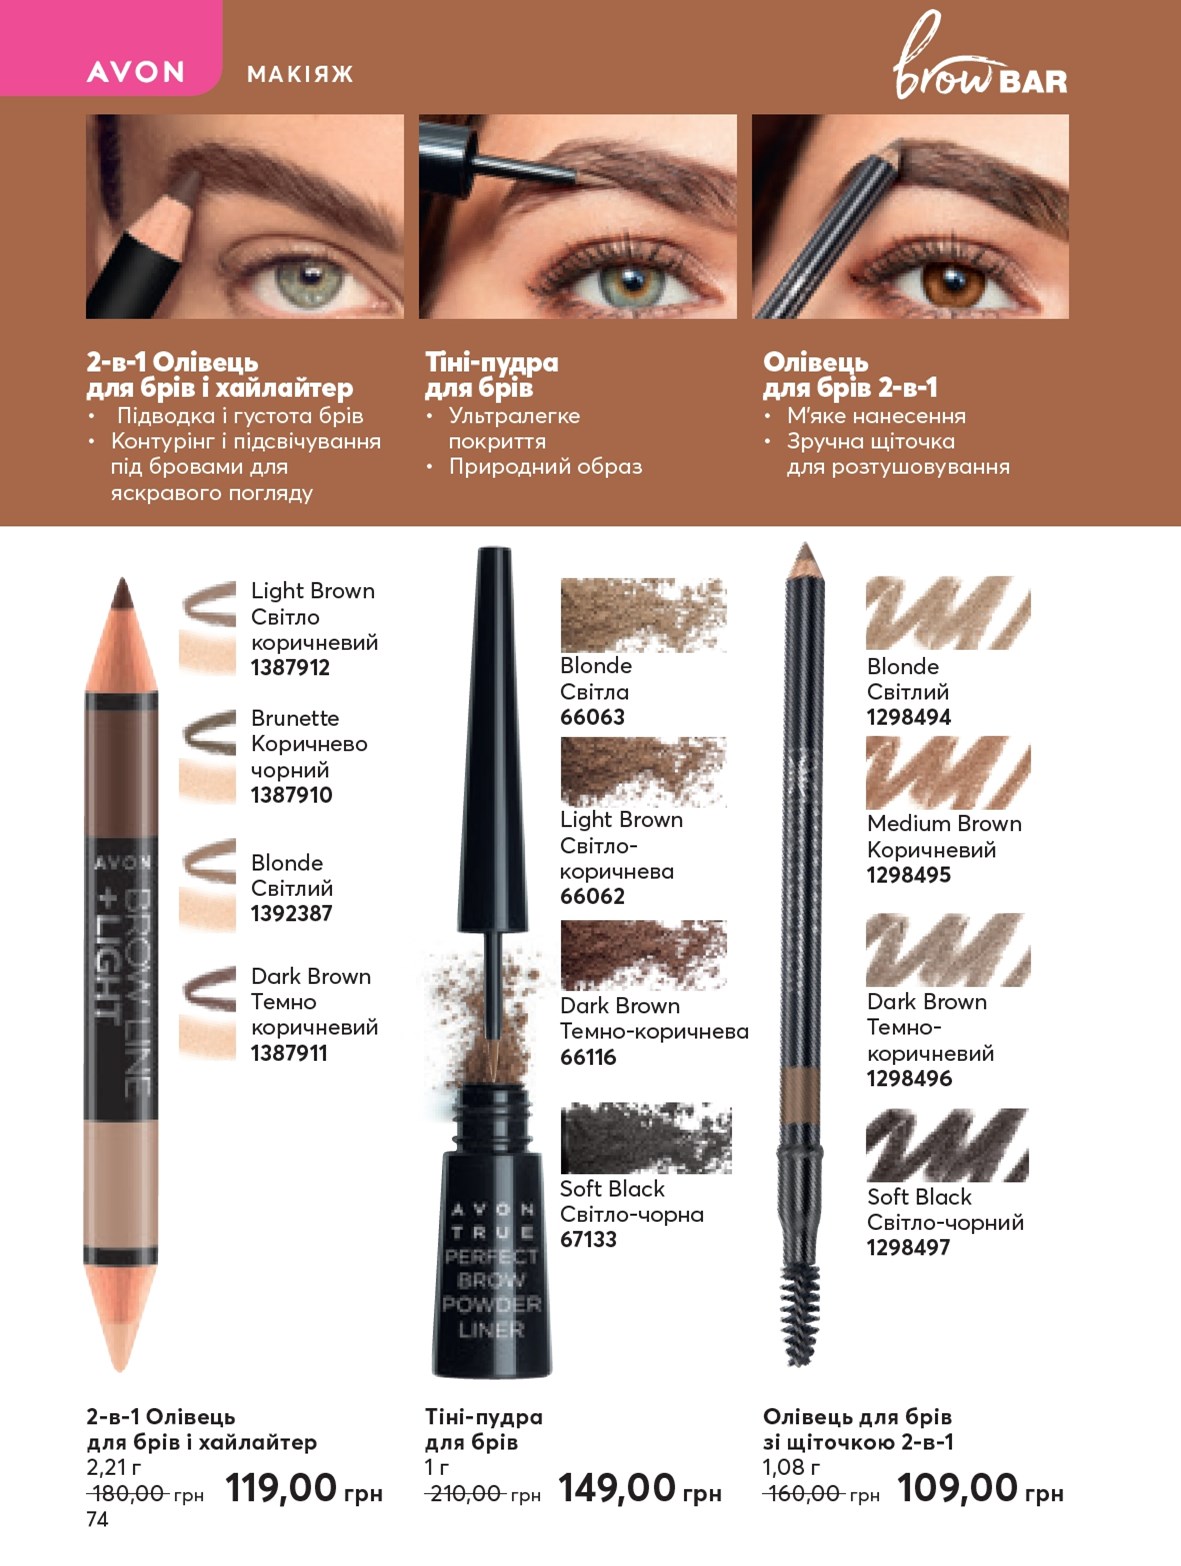 AVON
МАКІЯЖ
brow BAR
2-в-1 Олівець
для брів і хайлайтер
• Підводка і густота брів
• Контурінг і підсвічування
під бровами для
яскравого погляду
Тіні-пудра
для брів
• Ультралегке
покриття
• Природний образ
Олівець
для брів 2-в-1
• М'яке нанесення
• Зручна щіточка
для розтушовування
AVON
BROW LINE
+ LIGHT
Light Brown
Світло
коричневий
1387912
Brunette
Коричнево
чорний
1387910
Blonde
Світлий
1392387
Dark Brown
Темно
коричневий
1387911
AVON
TRUE
PERFECT
BROW
POWDER
LINER
Blonde
Світла
66063
Light Brown
Світло-
коричнева
66062
Dark Brown
Темно-коричнева
66116
Soft Black
Світло-чорна
67133
Blonde
Світлий
1298494
Medium Brown
Коричневий
1298495
Dark Brown
Темно-
коричневий
1298496
Soft Black
Світло-чорний
1298497
2-в-1 Олівець
для брів і хайлайтер
2,21 г
180,00 грн 119,00 грн
Тіні-пудра
для брів
1 г
210,00 грн 149,00 грн
Олівець для брів
зі щіточкою 2-в-1
1,08 г
160,00 грн 109,00 грн
74